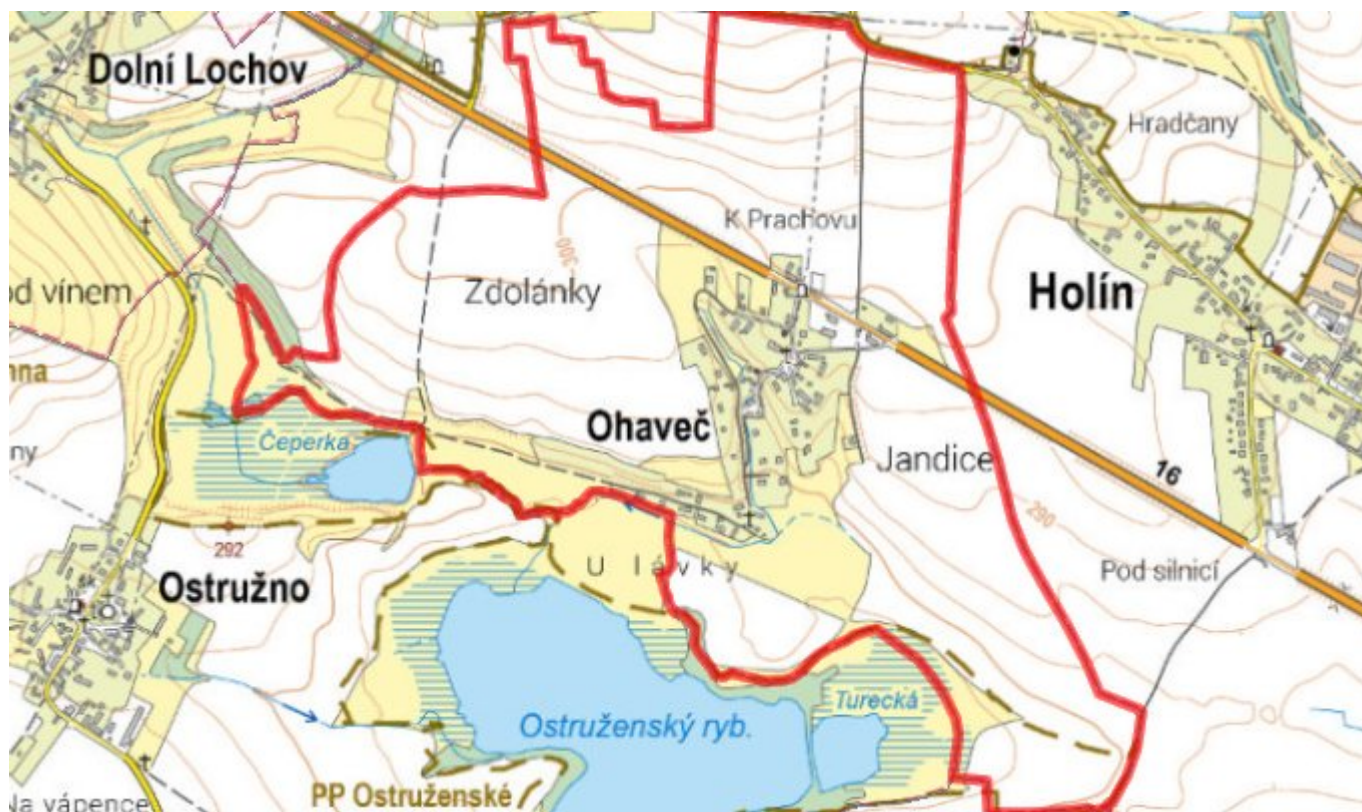 Dolní Lochov
Hradčany
K Prachovu
300
Zdolánky
Holín
od vínem
nna
Ohaveč
Čeperka
Jandice
16
ny
290
292
U lávky
Pod silnicí
Ostružno
Turecká
Ostruženský ryb.
PP Ostruženské
Na vápence